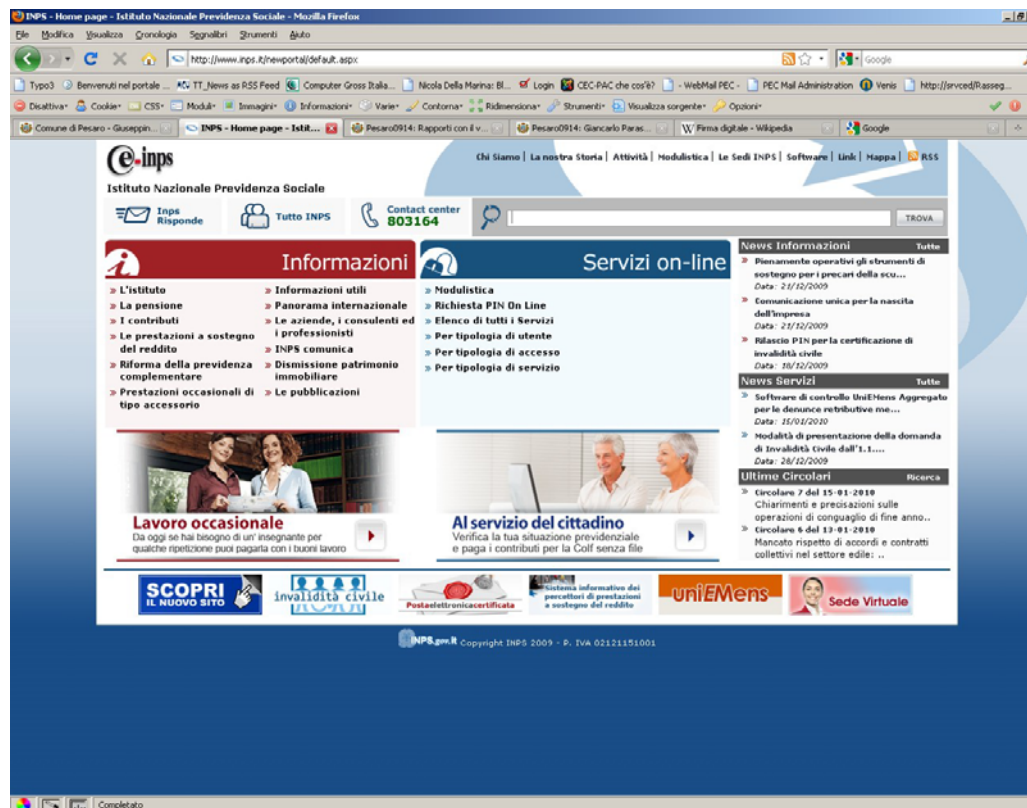 INPS - Home page - Istituto Nazionale Previdenza Sociale - Mozilla Firefox
File Modifica Visualizza Cronologia Segnalibri Strumenti Aiuto
http://www.inps.it/newportal/default.aspx
Google
Typo3 Benvenuti nel portale ... TT_News as RSS Feed Computer Gross Italia... Nicola Della Marina: Bl... Login CEC-PAC che cos'è? - WebMail PEC - PEC Mail Administration Venis http://srvced/Rasseg...
Disattiva Cookie CSS Moduli Immagini Informazioni Varie Contorna Ridimensiona Strumenti Visualizza sorgente Opzioni
Comune di Pesaro - Giuseppin... INPS - Home page - Istit... Pesaro0914: Rapporti con il v... Pesaro0914: Giancarlo Paras... Firma digitale - Wikipedia Google
e-inps
Chi Siamo | La nostra Storia | Attività | Modulistica | Le Sedi INPS | Software | Link | Mappa | RSS
Istituto Nazionale Previdenza Sociale
Inps Risponde
Tutto INPS
Contact center 803164
TROVA
Informazioni
» L'istituto
» La pensione
» I contributi
» Le prestazioni a sostegno
del reddito
» Riforma della previdenza
complementare
» Prestazioni occasionali di
tipo accessorio
» Informazioni utili
» Panorama internazionale
» Le aziende, i consulenti ed
i professionisti
» INPS comunica
» Dismissione patrimonio
immobiliare
» Le pubblicazioni
Servizi on-line
» Modulistica
» Richiesta PIN On Line
» Elenco di tutti i Servizi
» Per tipologia di utente
» Per tipologia di accesso
» Per tipologia di servizio
News Informazioni Tutte
» Pienamente operativi gli strumenti di
sostegno per i precari della scu...
Data: 21/12/2009
» Comunicazione unica per la nascita
dell'impresa
Data: 21/12/2009
» Rilascio PIN per la certificazione di
invalidità civile
Data: 18/12/2009
News Servizi Tutte
» Software di controllo UniEMens Aggregato
per le denunce retributive me...
Data: 15/01/2010
» Modalità di presentazione della domanda
di Invalidità Civile dall'1.1....
Data: 28/12/2009
Ultime Circolari Ricerca
» Circolare 7 del 15-01-2010
Chiarimenti e precisazioni sulle
operazioni di conguaglio di fine anno..
» Circolare 6 del 13-01-2010
Mancato rispetto di accordi e contratti
collettivi nel settore edile: ..
Lavoro occasionale
Da oggi se hai bisogno di un' insegnante per
qualche ripetizione puoi pagarla con i buoni lavoro
Al servizio del cittadino
Verifica la tua situazione previdenziale
e paga i contributi per la Colf senza file
SCOPRI
IL NUOVO SITO
invalidità civile
Postaelettronicacertificata
Sistema informativo dei
percettori di prestazioni
a sostegno del reddito
uniEMens
Sede Virtuale
INPS.gov.it Copyright INPS 2009 - P. IVA 02121151001
Completato